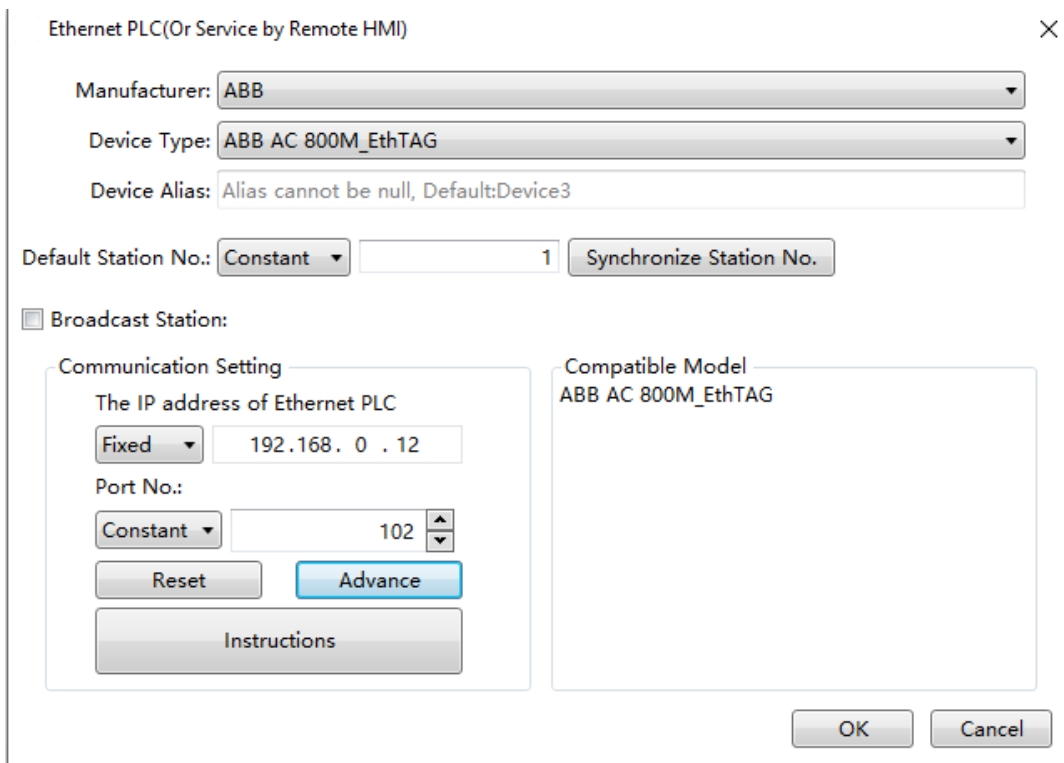 Ethernet PLC(Or Service by Remote HMI)
Manufacturer: ABB
Device Type: ABB AC 800M_EthTAG
Device Alias: Alias cannot be null, Default:Device3
Default Station No.: Constant 1 Synchronize Station No.
Broadcast Station:
Communication Setting
The IP address of Ethernet PLC
Fixed 192.168. 0 . 12
Port No.:
Constant 102
Reset Advance
Instructions
Compatible Model
ABB AC 800M_EthTAG
OK Cancel